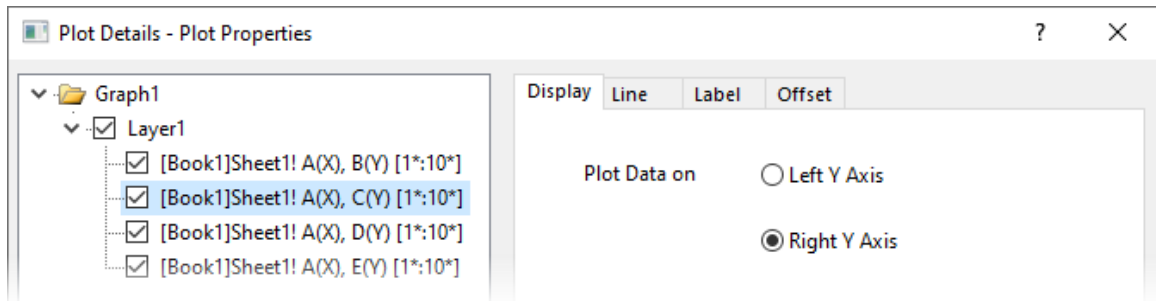 Plot Details - Plot Properties ?
Graph1
Layer1
[Book1]Sheet1! A(X), B(Y) [1*:10*]
[Book1]Sheet1! A(X), C(Y) [1*:10*]
[Book1]Sheet1! A(X), D(Y) [1*:10*]
[Book1]Sheet1! A(X), E(Y) [1*:10*]
Display Line Label Offset
Plot Data on Left Y Axis
Right Y Axis